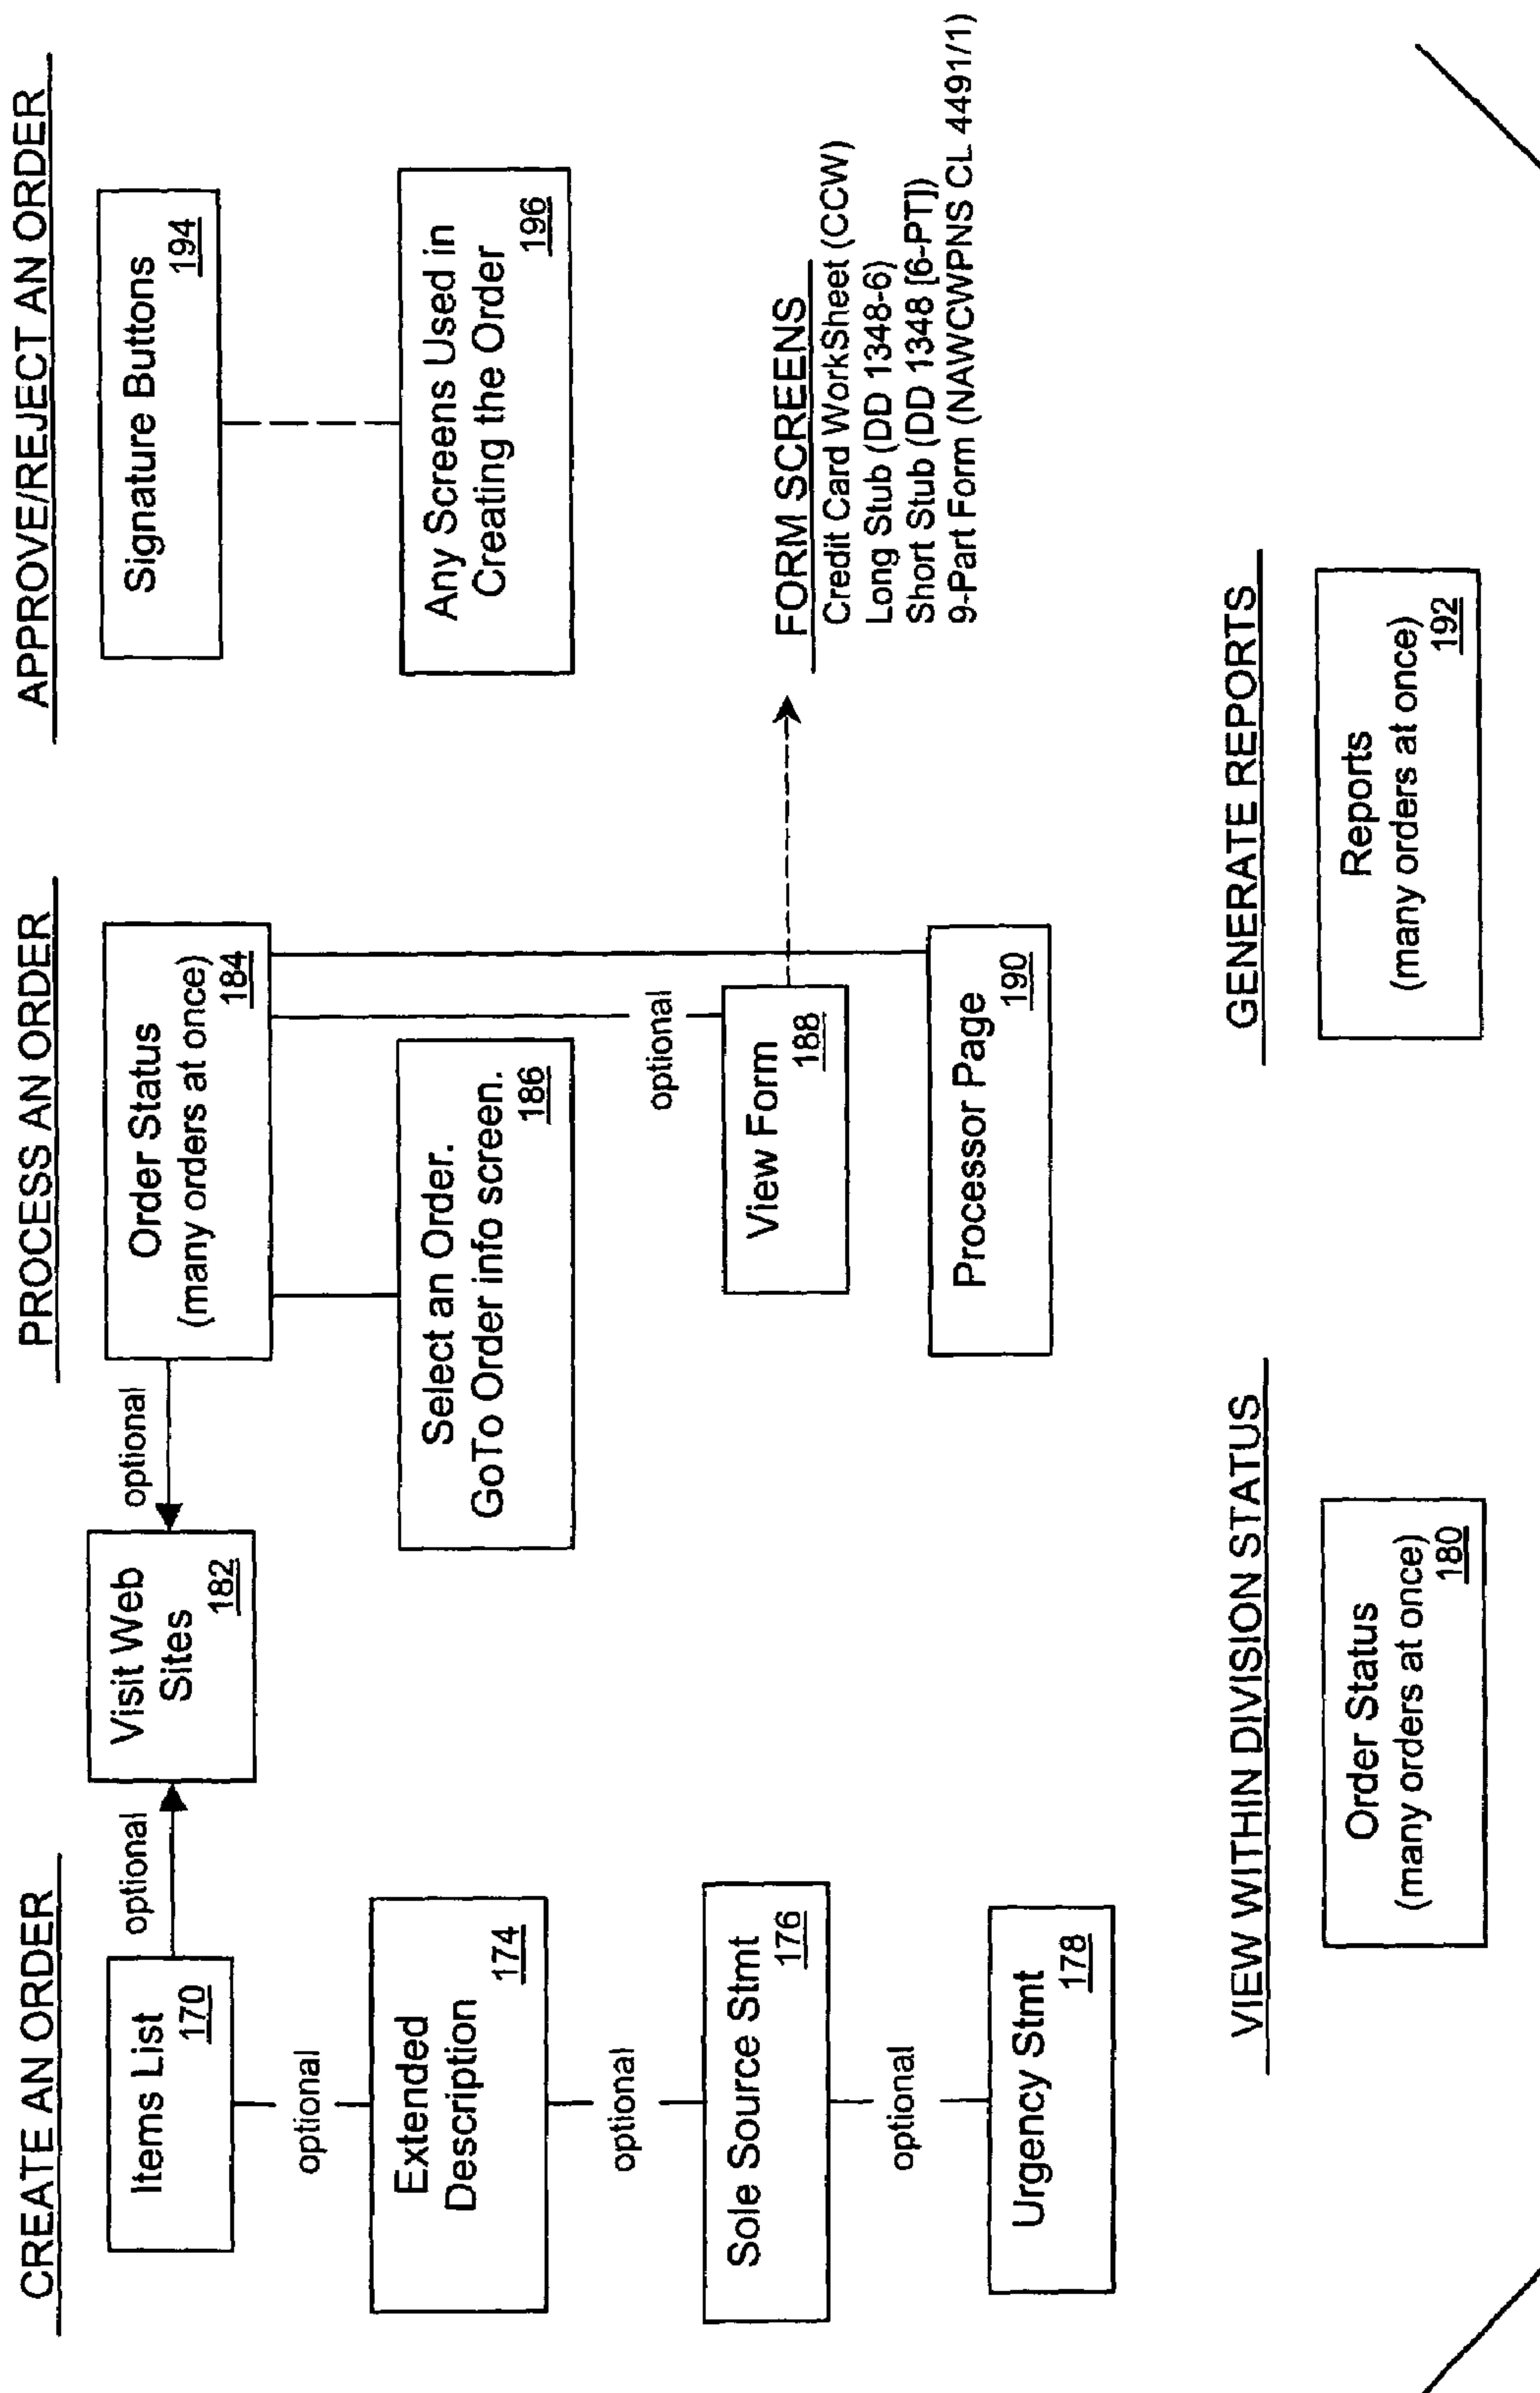 CREATE AN ORDER
Items List
170
optional
optional
Extended
Description
174
optional
Sole Source Stmt
176
optional
Urgency Stmt
178
Visit Web
Sites
182
optional
PROCESS AN ORDER
Order Status
(many orders at once)
184
Select an Order.
GoTo Order info screen.
186
optional
View Form
188
Processor Page
190
APPROVE/REJECT AN ORDER
Signature Buttons
194
Any Screens Used in
Creating the Order
196
FORM SCREENS
Credit Card WorkSheet (CCW)
Long Stub (DD 1348-6)
Short Stub (DD 1348 [6-PT])
9-Part Form (NAWCWPNS CL 4491/1)
VIEW WITHIN DIVISION STATUS
Order Status
(many orders at once)
180
GENERATE REPORTS
Reports
(many orders at once)
192